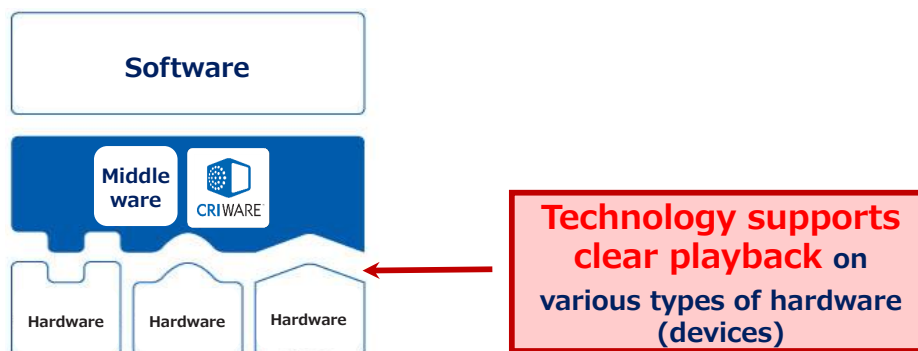 Software
Middle
ware
CRIWARE
Technology supports
clear playback on
various types of hardware
(devices)
Hardware
Hardware
Hardware